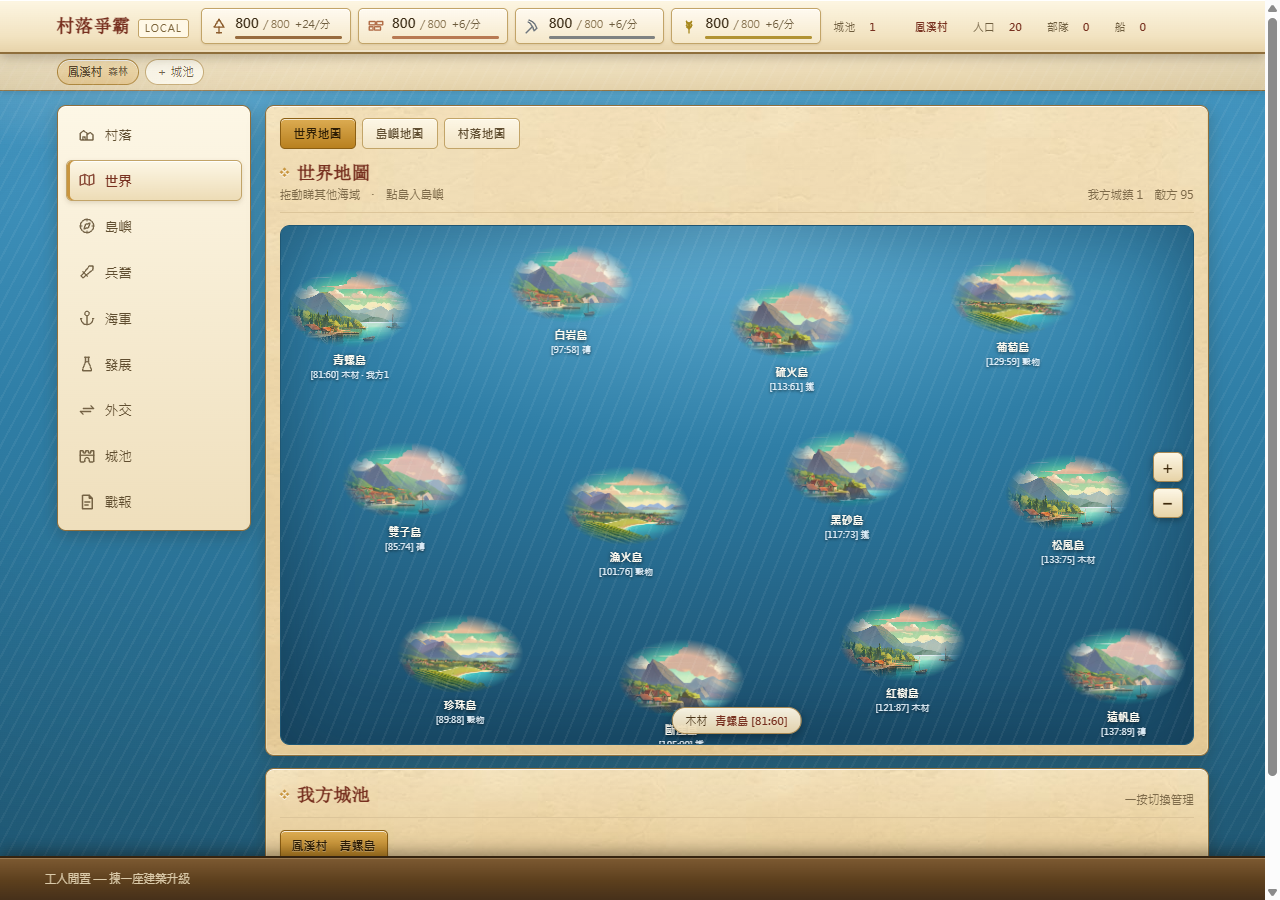 村落爭霸 LOCAL 800 / 800 +24/分 800 / 800 +6/分 800 / 800 +6/分 800 / 800 +6/分 城池 1 鳳溪村 人口 20 部隊 0 船 0
鳳溪村 森林 + 城池
村落
世界
島嶼
兵營
海軍
發展
外交
城池
戰報
世界地圖 島嶼地圖 村落地圖
世界地圖
拖動睇其他海域 · 點島入島嶼 我方城鎮 1 敵方 95
青螺島
[81:60] 木材 · 我方1
白岩島
[97:58] 磚
硫火島
[113:61] 鐵
葡萄島
[129:59] 穀物
雙子島
[85:74] 磚
漁火島
[101:76] 穀物
黑砂島
[117:73] 鐵
松風島
[133:75] 木材
+
−
珍珠島
[89:88] 穀物
紅樹島
[121:87] 木材
遠帆島
[137:89] 磚
木材 青螺島 [81:60]
我方城池
一按切換管理
鳳溪村 青螺島
工人閒置 — 揀一座建築升級